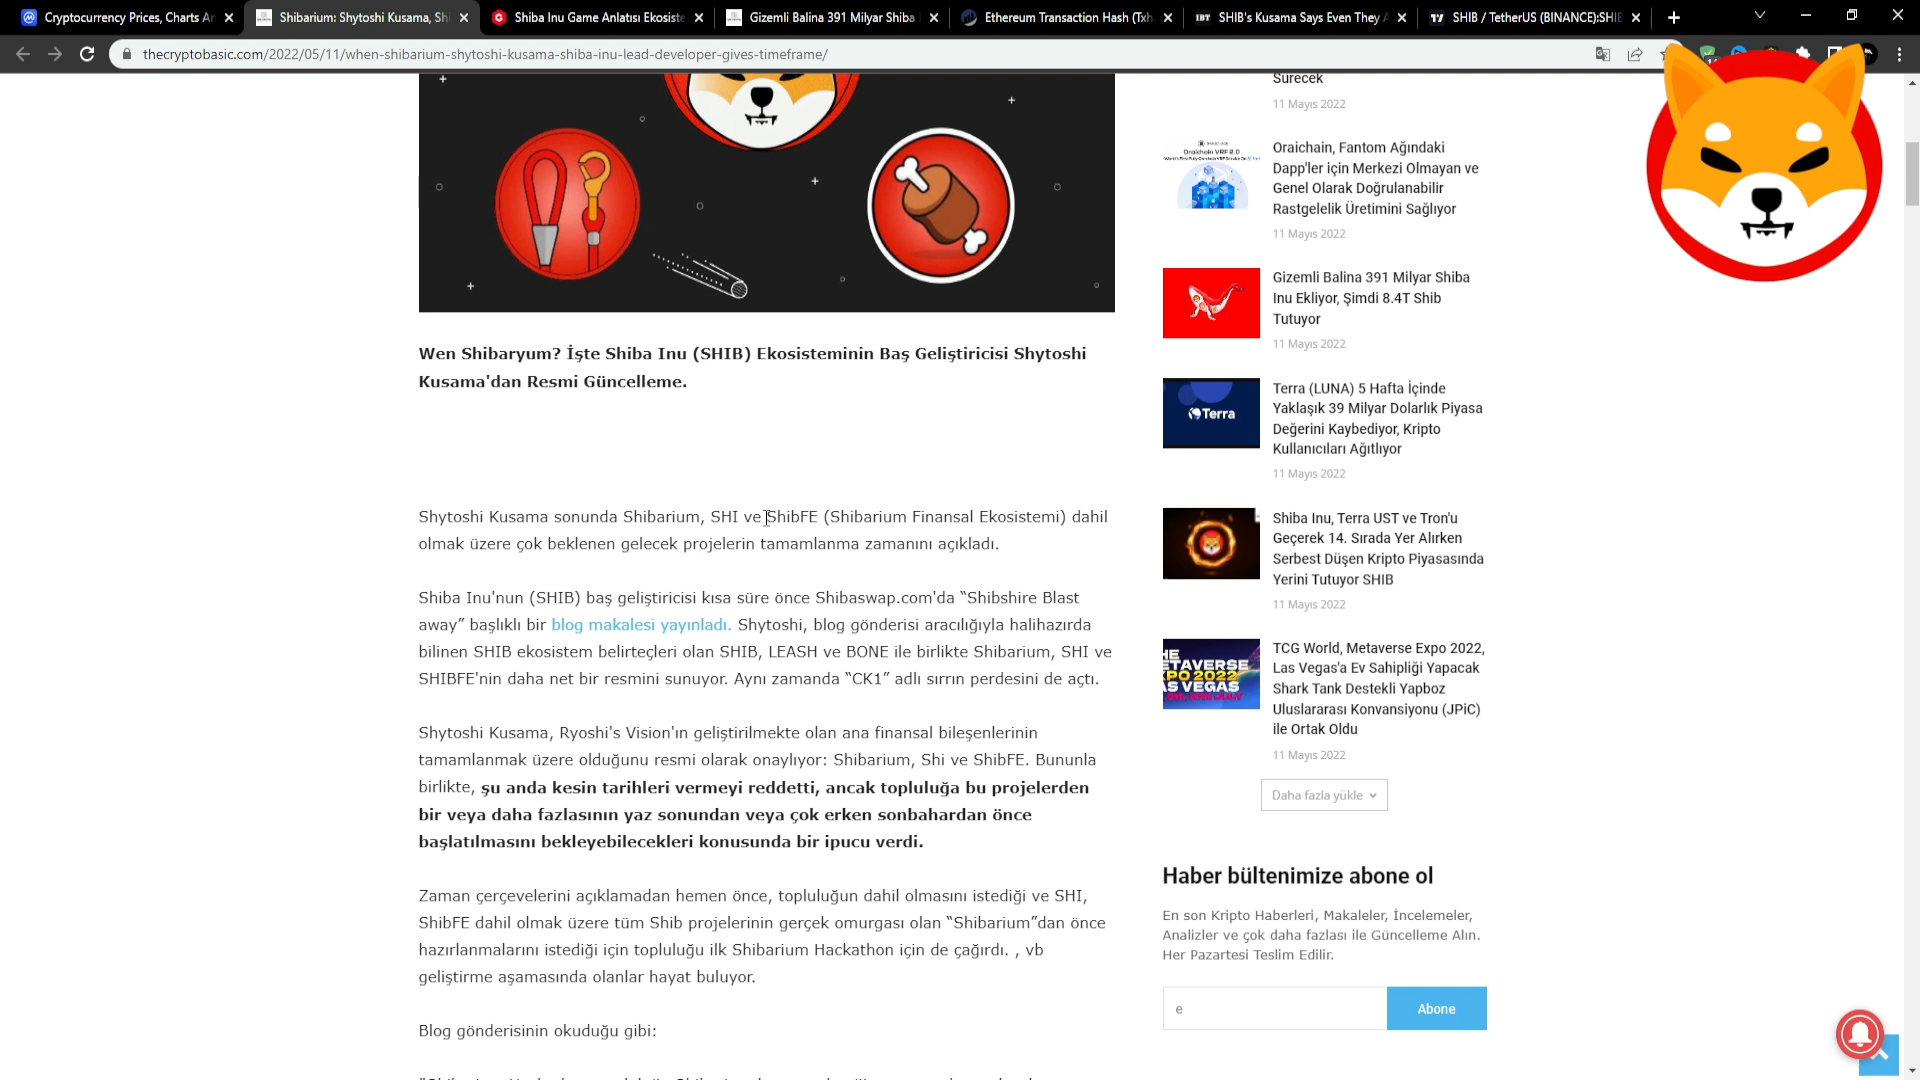 Cryptocurrency Prices, Charts An
Shibarium: Shytoshi Kusama, Shi
Shiba Inu Game Anlatısı Ekosiste
Gizemli Balina 391 Milyar Shiba
Ethereum Transaction Hash (Txh
SHIB's Kusama Says Even They A
SHIB / TetherUS (BINANCE):SHIB
thecryptobasic.com/2022/05/11/when-shibarium-shytoshi-kusama-shiba-inu-lead-developer-gives-timeframe/
Wen Shibaryum? İşte Shiba Inu (SHIB) Ekosisteminin Baş Geliştiricisi Shytoshi
Kusama'dan Resmi Güncelleme.
Shytoshi Kusama sonunda Shibarium, SHI ve ShibFE (Shibarium Finansal Ekosistemi) dahil
olmak üzere çok beklenen gelecek projelerin tamamlanma zamanını açıkladı.
Shiba Inu'nun (SHIB) baş geliştiricisi kısa süre önce Shibaswap.com'da “Shibshire Blast
away” başlıklı bir blog makalesi yayınladı. Shytoshi, blog gönderisi aracılığıyla halihazırda
bilinen SHIB ekosistem belirteçleri olan SHIB, LEASH ve BONE ile birlikte Shibarium, SHI ve
SHIBFE'nin daha net bir resmini sunuyor. Aynı zamanda “CK1” adlı sırrın perdesini de açtı.
Shytoshi Kusama, Ryoshi's Vision'ın geliştirilmekte olan ana finansal bileşenlerinin
tamamlanmak üzere olduğunu resmi olarak onaylıyor: Shibarium, Shi ve ShibFE. Bununla
birlikte, şu anda kesin tarihleri vermeyi reddetti, ancak topluluğa bu projelerden
bir veya daha fazlasının yaz sonundan veya çok erken sonbahardan önce
başlatılmasını bekleyebilecekleri konusunda bir ipucu verdi.
Zaman çerçevelerini açıklamadan hemen önce, topluluğun dahil olmasını istediği ve SHI,
ShibFE dahil olmak üzere tüm Shib projelerinin gerçek omurgası olan “Shibarium”dan önce
hazırlanmalarını istediği için topluluğu ilk Shibarium Hackathon için de çağırdı. , vb
geliştirme aşamasında olanlar hayat buluyor.
Blog gönderisinin okuduğu gibi:
Sürecek
11 Mayıs 2022
Oraichain VRF 2.0
Oraichain, Fantom Ağındaki
Dapp'ler için Merkezi Olmayan ve
Genel Olarak Doğrulanabilir
Rastgelelik Üretimini Sağlıyor
11 Mayıs 2022
Gizemli Balina 391 Milyar Shiba
Inu Ekliyor, Şimdi 8.4T Shib
Tutuyor
11 Mayıs 2022
Terra
Terra (LUNA) 5 Hafta İçinde
Yaklaşık 39 Milyar Dolarlık Piyasa
Değerini Kaybediyor, Kripto
Kullanıcıları Ağıtlıyor
11 Mayıs 2022
Shiba Inu, Terra UST ve Tron'u
Geçerek 14. Sırada Yer Alırken
Serbest Düşen Kripto Piyasasında
Yerini Tutuyor SHIB
11 Mayıs 2022
HE
ETAVERSE
XPO 2022
AS VEGAS
TCG World, Metaverse Expo 2022,
Las Vegas'a Ev Sahipliği Yapacak
Shark Tank Destekli Yapboz
Uluslararası Konvansiyonu (JPiC)
ile Ortak Oldu
11 Mayıs 2022
Daha fazla yükle
Haber bültenimize abone ol
En son Kripto Haberleri, Makaleler, İncelemeler,
Analizler ve çok daha fazlası ile Güncelleme Alın.
Her Pazartesi Teslim Edilir.
e
Abone